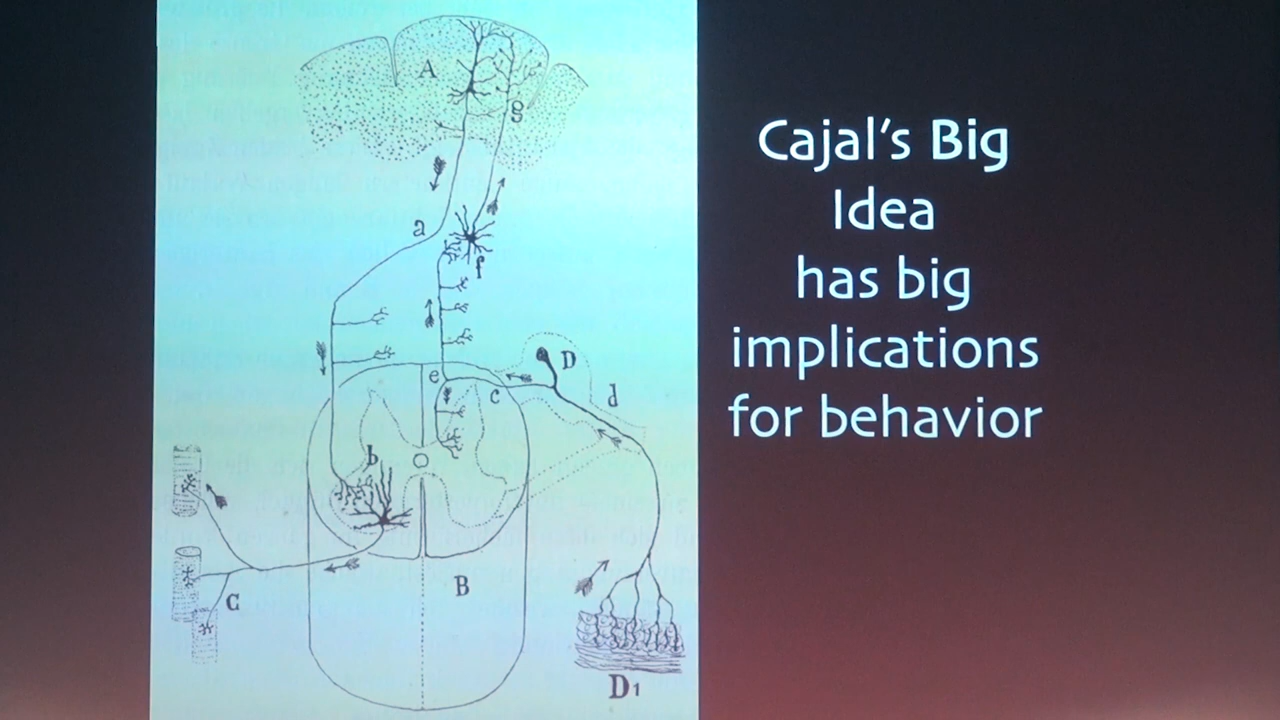 Cajal's Big
Idea
has big
implications
for behavior
A
g
a
f
D
e
c
d
b
B
C
D1